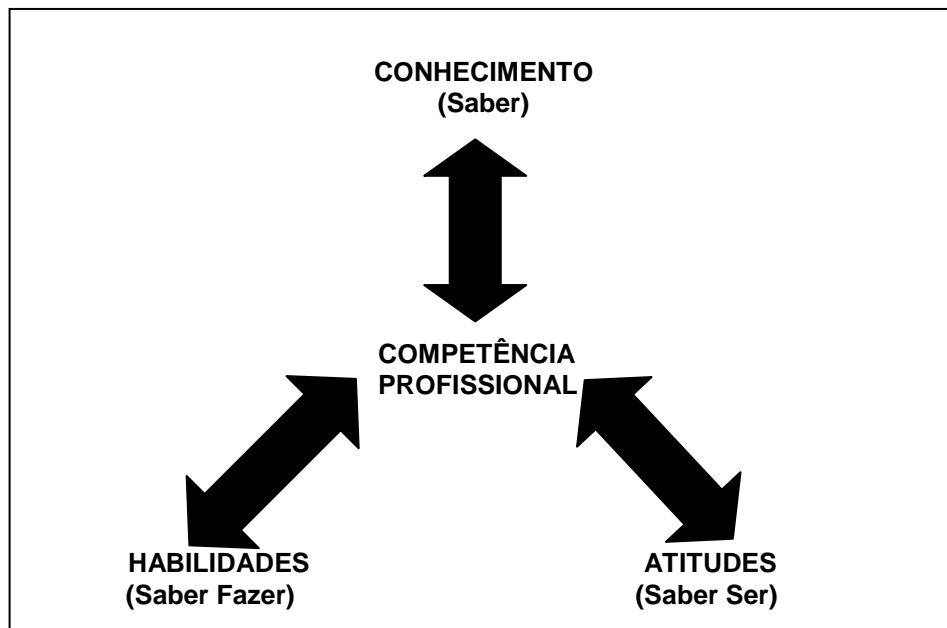 CONHECIMENTO
(Saber)
COMPETÊNCIA
PROFISSIONAL
HABILIDADES
(Saber Fazer)
ATITUDES
(Saber Ser)